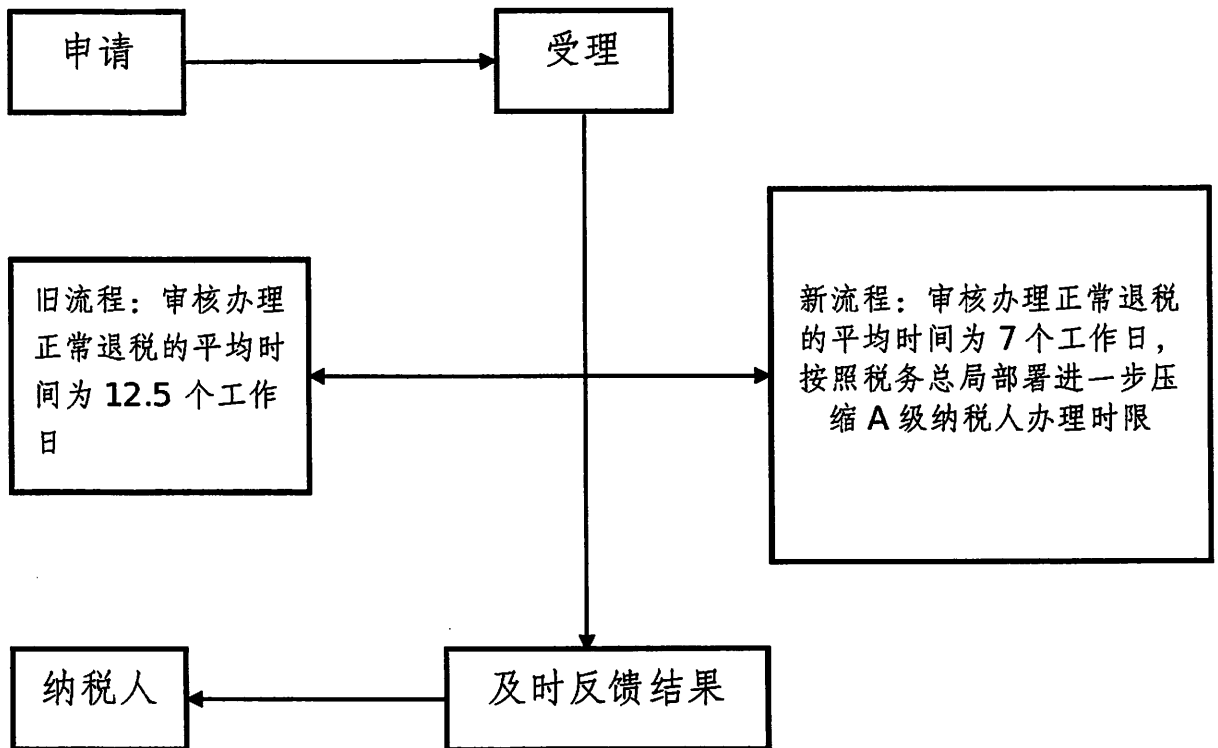 申请
受理
旧流程：审核办理
正常退税的平均时
间为 12.5 个工作
日
新流程：审核办理正常退税
的平均时间为 7 个工作日，
按照税务总局部署进一步压
缩 A 级纳税人办理时限
纳税人
及时反馈结果